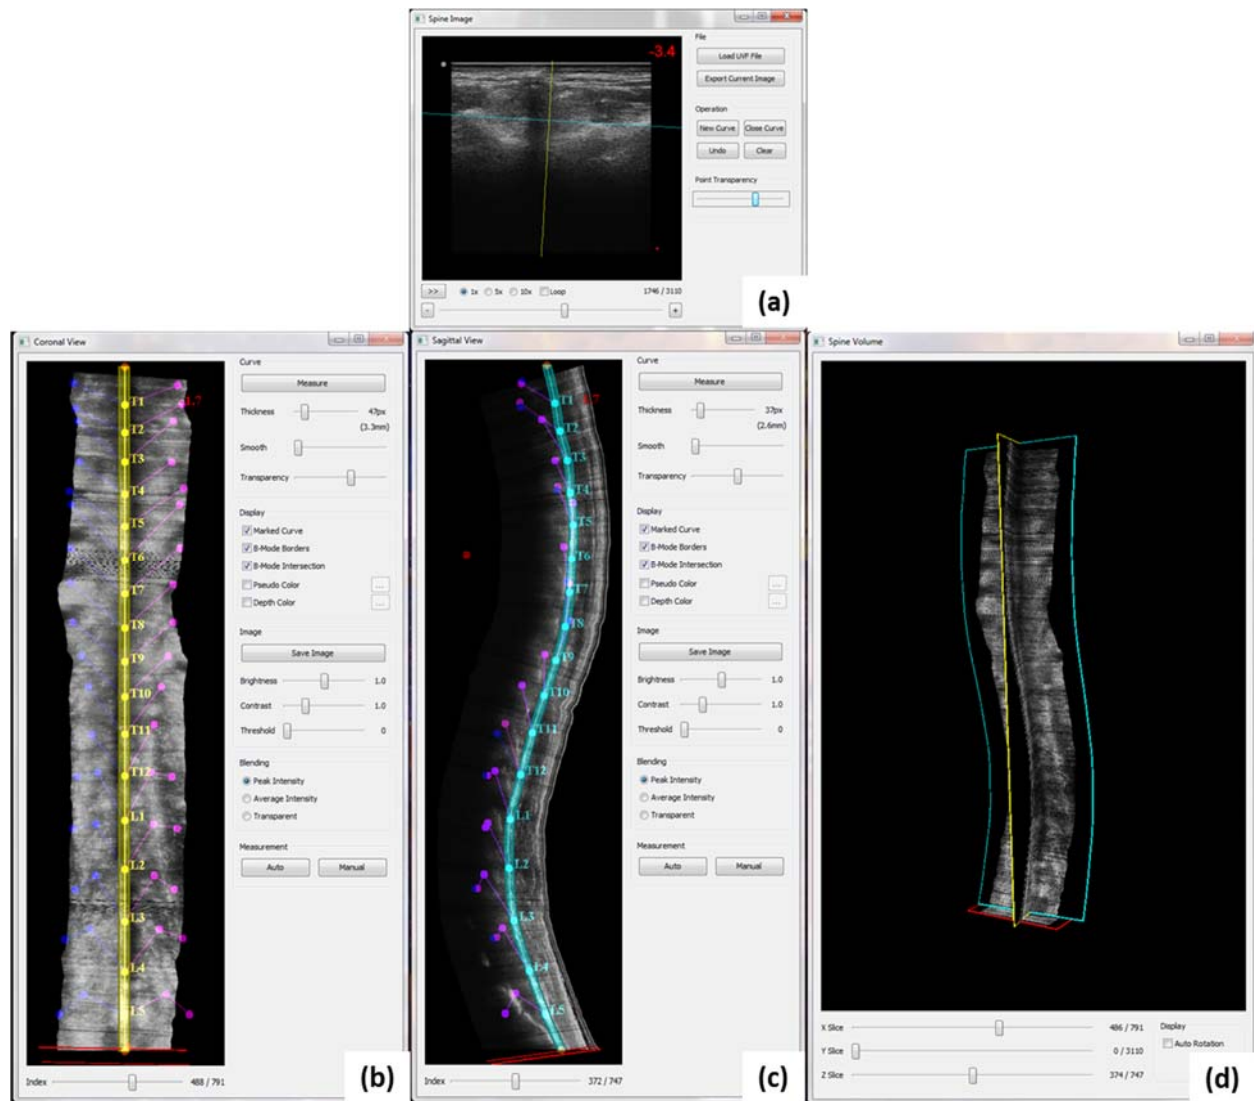 Spine Image
-3.4
File
Load UVF File
Export Current Image
Operation
New Curve Close Curve
Undo Clear
Point Transparency
>> 1x 5x 10x Loop 1746 / 3110
- +
(a)
Coronal View
T1
T2
T3
T4
T5
T6
T7
T8
T9
T10
T11
T12
L1
L2
L3
L4
L5
Curve
Measure
Thickness 47px
(3.3mm)
Smooth
Transparency
Display
Marked Curve
B-Mode Borders
B-Mode Intersection
Pseudo Color ...
Depth Color ...
Image
Save Image
Brightness 1.0
Contrast 1.0
Threshold 0
Blending
Peak Intensity
Average Intensity
Transparent
Measurement
Auto Manual
Index 488 / 791
(b)
Sagittal View
T1
T2
T3
T4
T5
T6
T7
T8
T9
T10
T11
T12
L1
L2
L3
L4
L5
Curve
Measure
Thickness 37px
(2.6mm)
Smooth
Transparency
Display
Marked Curve
B-Mode Borders
B-Mode Intersection
Pseudo Color ...
Depth Color ...
Image
Save Image
Brightness 1.0
Contrast 1.0
Threshold 0
Blending
Peak Intensity
Average Intensity
Transparent
Measurement
Auto Manual
Index 372 / 747
(c)
Spine Volume
X Slice 486 / 791
Y Slice 0 / 3110
Z Slice 374 / 747
Display
Auto Rotation
(d)